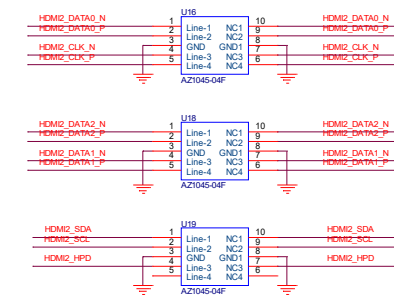 U16
HDMI2_DATA0_N 1 Line-1 NC1 10 HDMI2_DATA0_N
HDMI2_DATA0_P 2 Line-2 NC2 9 HDMI2_DATA0_P
3 GND GND1 8
HDMI2_CLK_N 4 Line-3 NC3 7 HDMI2_CLK_N
HDMI2_CLK_P 5 Line-4 NC4 6 HDMI2_CLK_P
AZ1045-04F
U18
HDMI2_DATA2_N 1 Line-1 NC1 10 HDMI2_DATA2_N
HDMI2_DATA2_P 2 Line-2 NC2 9 HDMI2_DATA2_P
3 GND GND1 8
HDMI2_DATA1_N 4 Line-3 NC3 7 HDMI2_DATA1_N
HDMI2_DATA1_P 5 Line-4 NC4 6 HDMI2_DATA1_P
AZ1045-04F
U19
HDMI2_SDA 1 Line-1 NC1 10 HDMI2_SDA
HDMI2_SCL 2 Line-2 NC2 9 HDMI2_SCL
3 GND GND1 8
HDMI2_HPD 4 Line-3 NC3 7 HDMI2_HPD
5 Line-4 NC4 6
AZ1045-04F